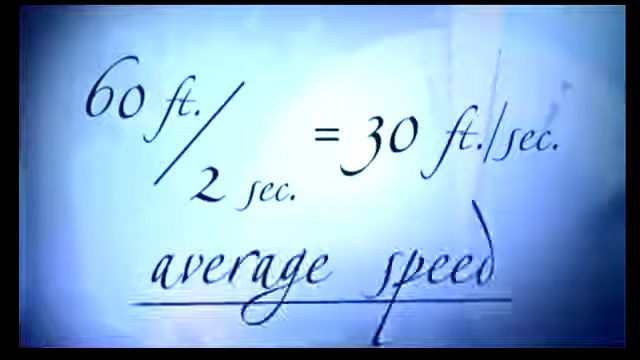 60 ft./2 sec. = 30 ft./sec.
average speed